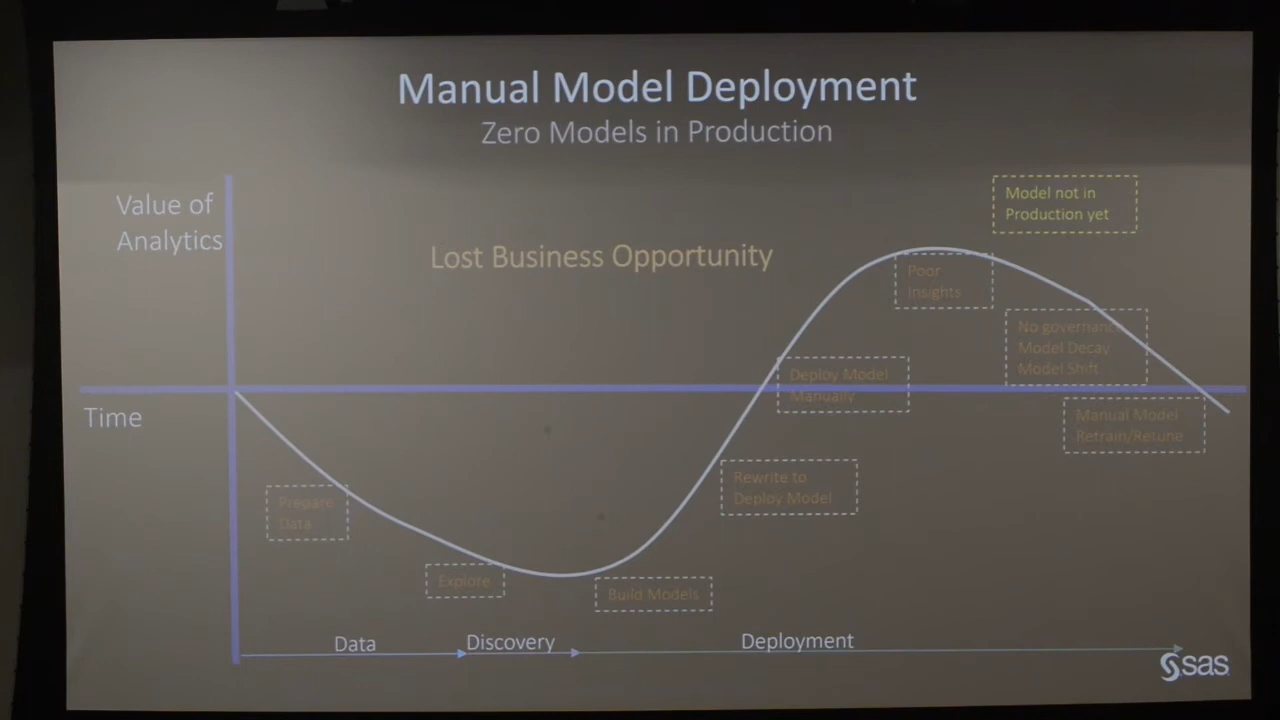 Manual Model Deployment
Zero Models in Production
Value of
Analytics
Model not in
Production yet
Lost Business Opportunity
Poor
Insights
No governance
Model Decay
Model Shift
Deploy Model
Manually
Time
Manual Model
Retrain/Retune
Rewrite to
Deploy Model
Prepare
Data
Explore
Build Models
Data
Discovery
Deployment
sas